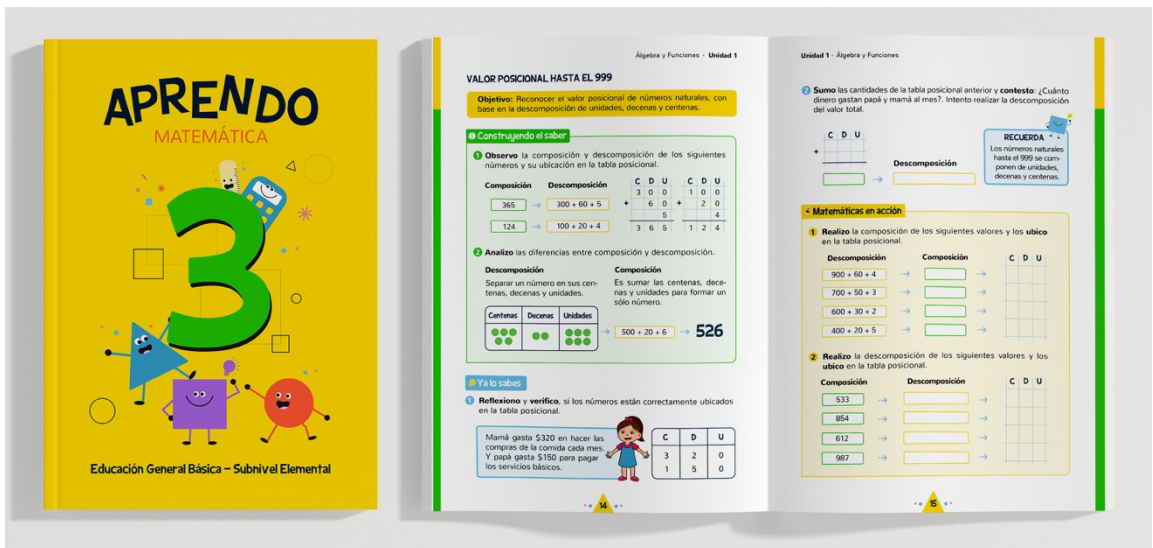 APRENDO
MATEMÁTICA
3
Educación General Básica – Subnivel Elemental
Álgebra y Funciones - Unidad 1
VALOR POSICIONAL HASTA EL 999
Objetivo: Reconocer el valor posicional de números naturales, con
base en la descomposición de unidades, decenas y centenas.
Construyendo el saber
1 Observo la composición y descomposición de los siguientes
números y su ubicación en la tabla posicional.
Composición Descomposición
365 → 300 + 60 + 5
124 → 100 + 20 + 4
C D U C D U
3 0 0 1 0 0
+ 6 0 + 2 0
5 4
3 6 5 1 2 4
2 Analizo las diferencias entre composición y descomposición.
Descomposición
Separar un número en sus cen-
tenas, decenas y unidades.
Composición
Es sumar las centenas, dece-
nas y unidades para formar un
sólo número.
Centenas Decenas Unidades
→ 500 + 20 + 6 → 526
Ya lo sabes
1 Reflexiono y verifico, si los números están correctamente ubicados
en la tabla posicional.
Mamá gasta $320 en hacer las
compras de la comida cada mes.
Y papá gasta $150 para pagar
los servicios básicos.
C D U
3 2 0
1 5 0
14
Unidad 1 - Álgebra y Funciones
2 Sumo las cantidades de la tabla posicional anterior y contesto: ¿Cuánto
dinero gastan papá y mamá al mes?. Intento realizar la descomposición
del valor total.
C D U
+
Descomposición
→
RECUERDA
Los números naturales
hasta el 999 se com-
ponen de unidades,
decenas y centenas.
Matemáticas en acción
1 Realizo la composición de los siguientes valores y los ubico
en la tabla posicional.
Descomposición Composición C D U
900 + 60 + 4 → →
700 + 50 + 3 → →
600 + 30 + 2 → →
400 + 20 + 5 → →
2 Realizo la descomposición de los siguientes valores y los
ubico en la tabla posicional.
Composición Descomposición C D U
533 → →
854 → →
612 → →
987 → →
15